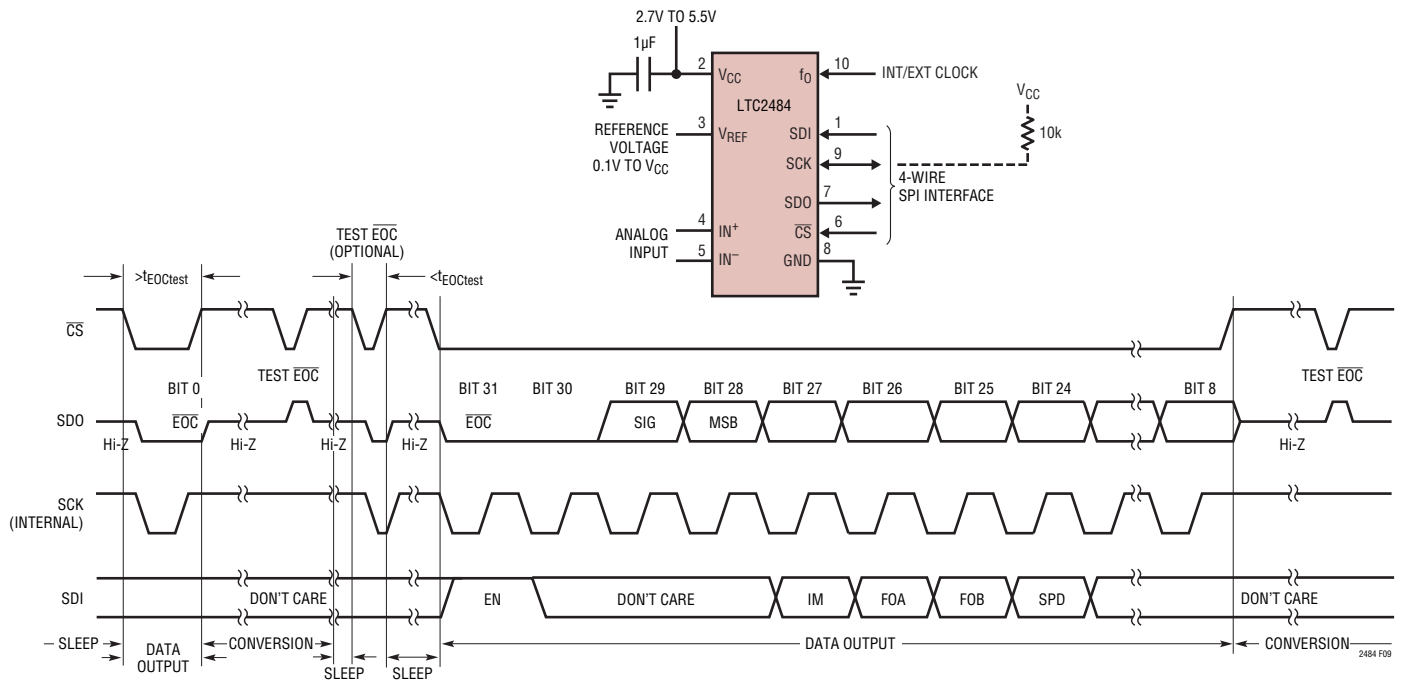 2.7V TO 5.5V
1µF
2
VCC
fO
10
INT/EXT CLOCK
LTC2484
VCC
10k
REFERENCE
VOLTAGE
0.1V TO VCC
3
VREF
SDI
1
SCK
9
4-WIRE
SPI INTERFACE
SDO
7
ANALOG
INPUT
4
IN+
5
IN−
CS
6
GND
8
TEST EOC
(OPTIONAL)
>tEOCtest
<tEOCtest
CS
TEST EOC
TEST EOC
BIT 0
BIT 31
BIT 30
BIT 29
BIT 28
BIT 27
BIT 26
BIT 25
BIT 24
BIT 8
SDO
EOC
EOC
SIG
MSB
Hi-Z
Hi-Z
Hi-Z
Hi-Z
Hi-Z
SCK
(INTERNAL)
SDI
DON'T CARE
EN
DON'T CARE
IM
FOA
FOB
SPD
DON'T CARE
SLEEP
DATA
OUTPUT
CONVERSION
SLEEP
SLEEP
DATA OUTPUT
CONVERSION
2484 F09